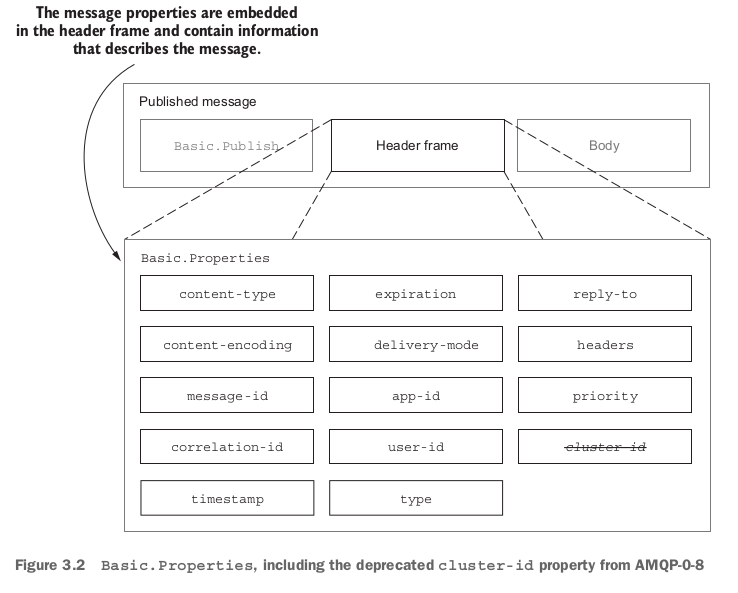 The message properties are embedded
in the header frame and contain information
that describes the message.
Published message
Basic.Publish
Header frame
Body
Basic.Properties
content-type
expiration
reply-to
content-encoding
delivery-mode
headers
message-id
app-id
priority
correlation-id
user-id
cluster-id
timestamp
type
Figure 3.2 Basic.Properties, including the deprecated cluster-id property from AMQP-0-8